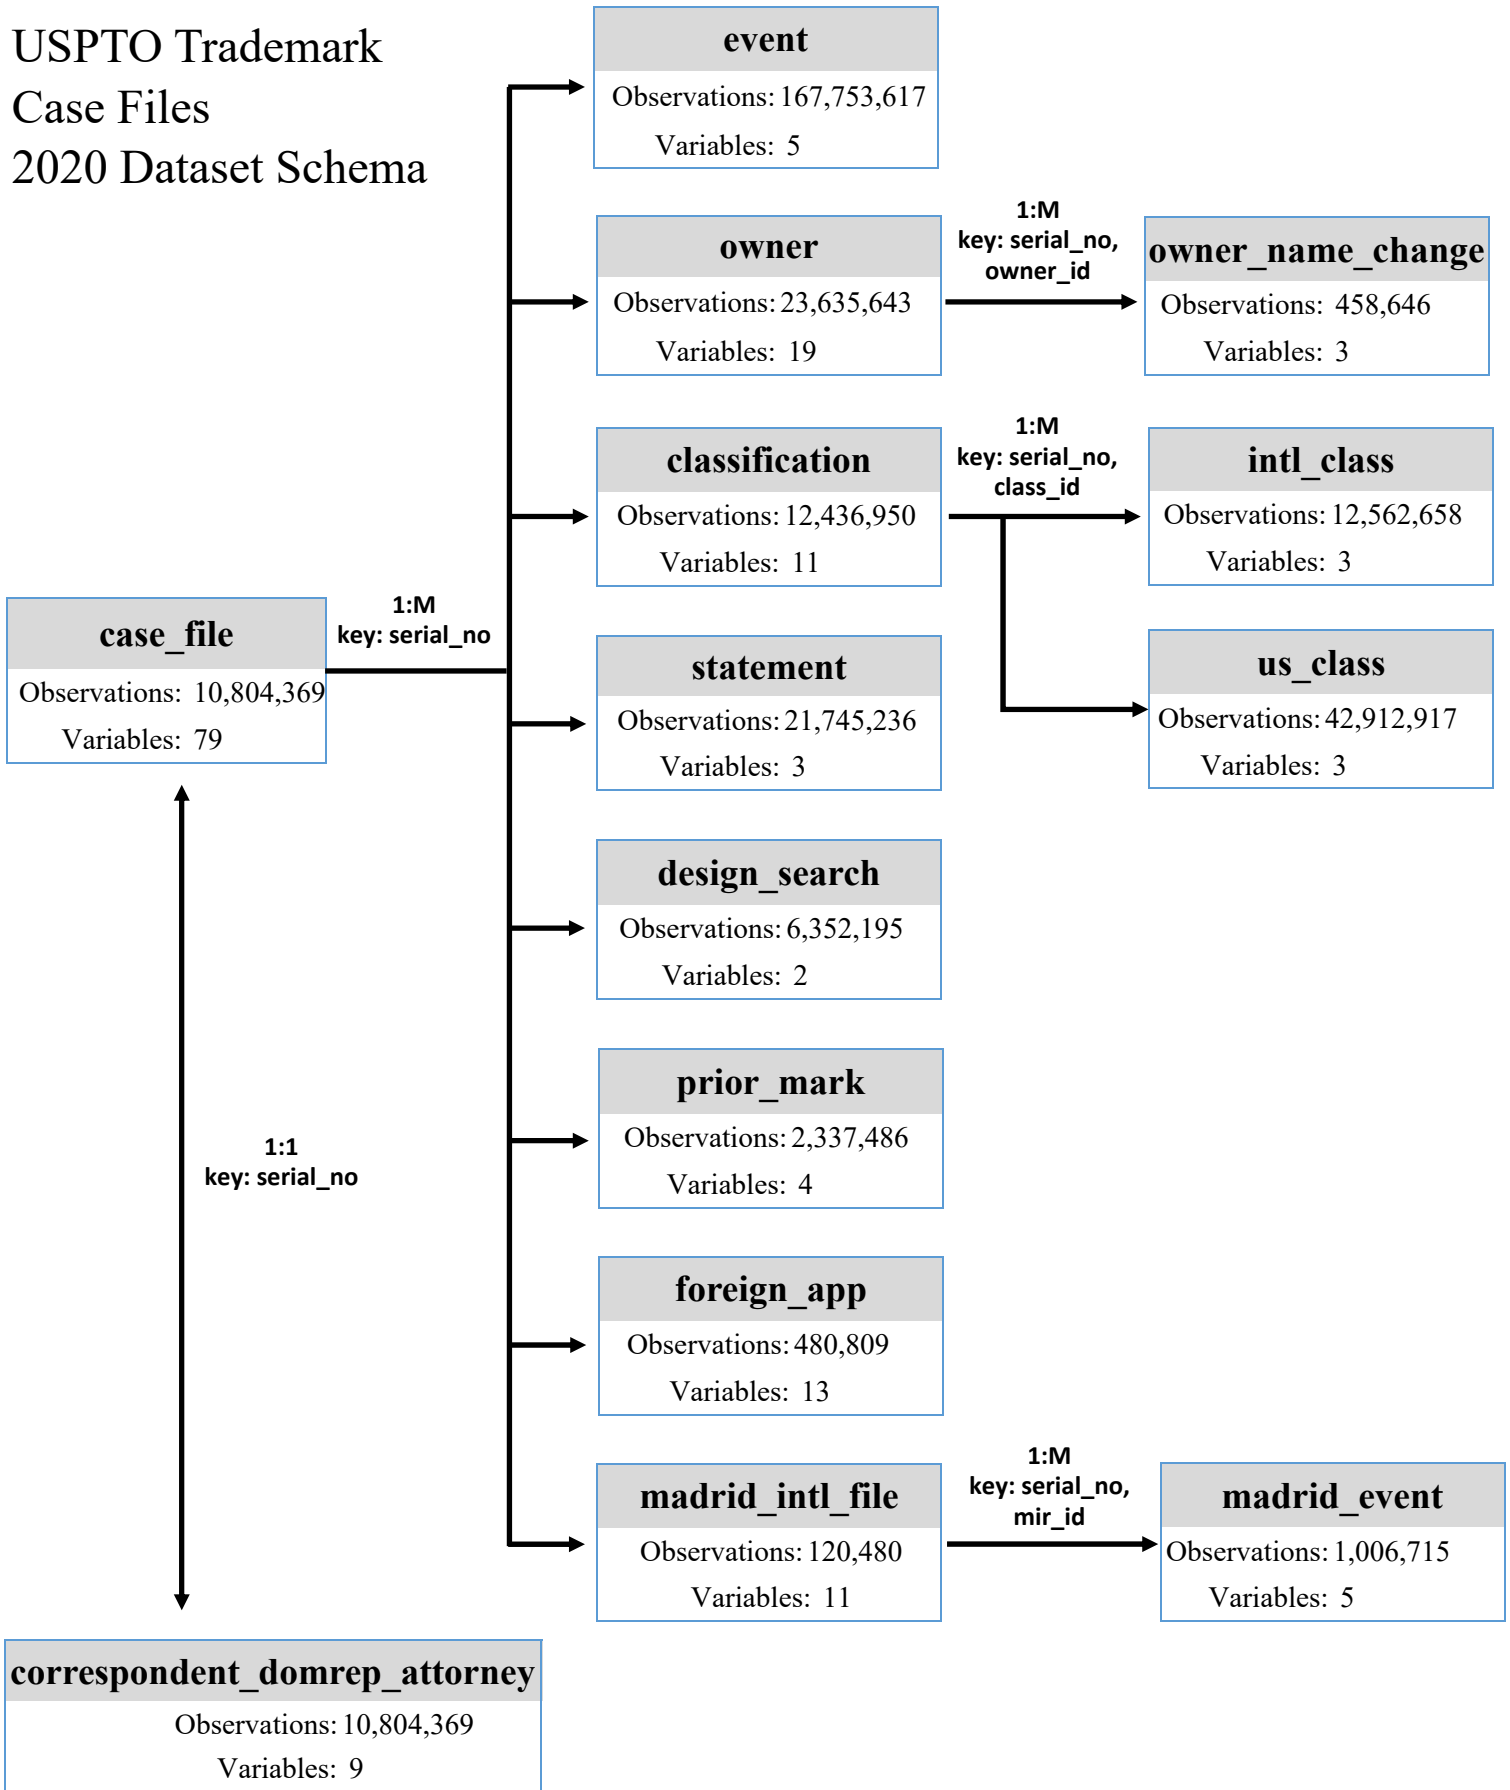 USPTO Trademark
Case Files
2020 Dataset Schema
event
Observations: 167,753,617
Variables: 5
owner
Observations: 23,635,643
Variables: 19
1:M
key: serial_no,
owner_id
owner_name_change
Observations: 458,646
Variables: 3
classification
Observations: 12,436,950
Variables: 11
1:M
key: serial_no,
class_id
intl_class
Observations: 12,562,658
Variables: 3
case_file
Observations: 10,804,369
Variables: 79
1:M
key: serial_no
statement
Observations: 21,745,236
Variables: 3
us_class
Observations: 42,912,917
Variables: 3
design_search
Observations: 6,352,195
Variables: 2
prior_mark
Observations: 2,337,486
Variables: 4
1:1
key: serial_no
foreign_app
Observations: 480,809
Variables: 13
madrid_intl_file
Observations: 120,480
Variables: 11
1:M
key: serial_no,
mir_id
madrid_event
Observations: 1,006,715
Variables: 5
correspondent_domrep_attorney
Observations: 10,804,369
Variables: 9